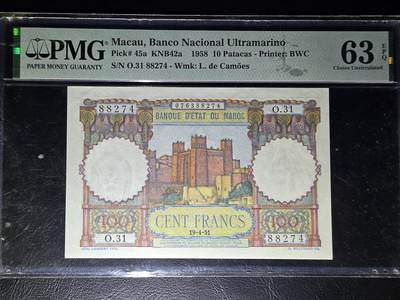 PMG
PAPER MONEY GUARANTY
Macau, Banco Nacional Ultramarino
Pick# 45a KNB42a 1958 10 Patacas - Printer: BWC
S/N O.31 88274 - Wmk: L. de Camões
63 EPQ
Choice Uncirculated
88274 076338274 O.31
BANQUE D'ETAT DU MAROC
100 CENT FRANCS 100
19-4-51
O.31 88274